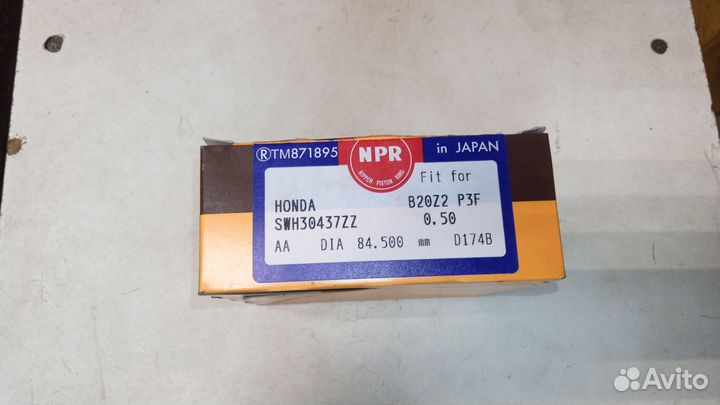 ®TM871895 NPR in JAPAN
NIPPON PISTON RING
Fit for
HONDA B20Z2 P3F
SWH30437ZZ 0.50
AA DIA 84.500 mm D174B
Avito